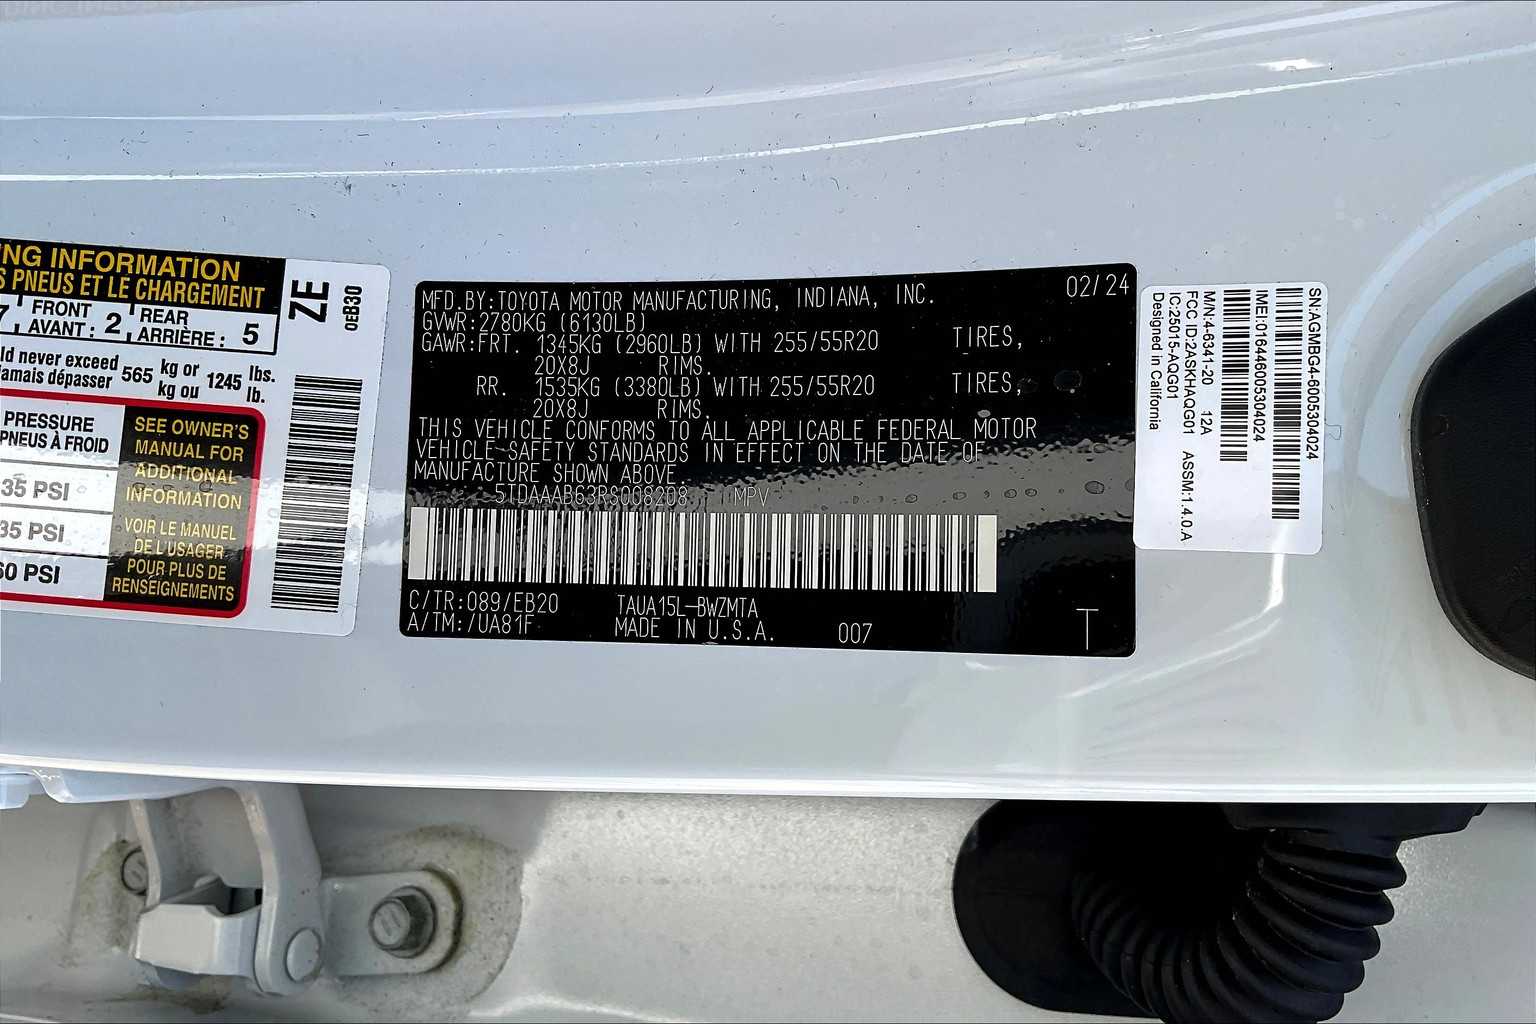 NG INFORMATION
S PNEUS ET LE CHARGEMENT
7, FRONT AVANT : 2, REAR ARRIÈRE : 5
ld never exceed 565 kg or 1245 lbs.
Jamais dépasser kg ou lb.
PRESSURE
PNEUS À FROID
35 PSI
35 PSI
60 PSI
SEE OWNER'S
MANUAL FOR
ADDITIONAL
INFORMATION
VOIR LE MANUEL
DE L'USAGER
POUR PLUS DE
RENSEIGNEMENTS
ZE
0EB30
MFD.BY:TOYOTA MOTOR MANUFACTURING, INDIANA, INC. 02/24
GVWR:2780KG (6130LB)
GAWR:FRT. 1345KG (2960LB) WITH 255/55R20 TIRES,
20X8J RIMS.
RR. 1535KG (3380LB) WITH 255/55R20 TIRES,
20X8J RIMS.
THIS VEHICLE CONFORMS TO ALL APPLICABLE FEDERAL MOTOR
VEHICLE-SAFETY STANDARDS IN EFFECT ON THE DATE OF
MANUFACTURE SHOWN ABOVE.
5TDAAAB63RS008208 MPV
C/TR:089/EB20 TAUA15L-BWZMTA
A/TM:/UA81F MADE IN U.S.A. 007 T
SN:AGMBG4-6005304024
IMEI:016446005304024
M/N:4-6341-20 12A
FCC ID:2ASKHAQG01 ASSM:1.4.0.A
IC:25015-AQG01
Designed in California